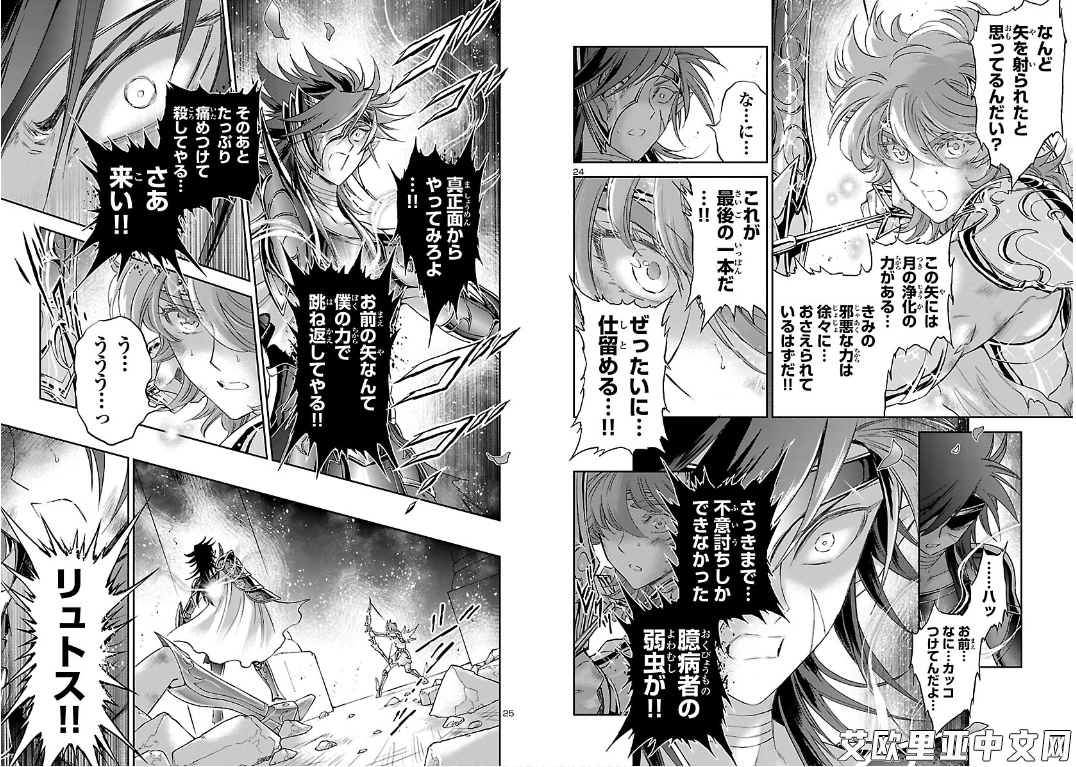 なんど
矢を射られたと
思ってるんだい?
この矢には
月の浄化の
力がある…
きみの
邪悪な力は
徐々に…
おさえられて
いるはずだ!!
な…に…
24
これが
最後の一本だ
…!!
ぜったいに…
仕留める…!!
……ハッ
お前…
なに…カッコ
つけてんだよ…
さっきまで…
不意討ちしか
できなかった
臆病者の
弱虫が!!
真正面から
やってみろよ
…!!
お前の矢なんて
僕の力で
跳ね返してやる!!
そのあと
たっぷり
痛めつけて
殺してやる…
さあ
来い!!
う…
うううう…っ
リュトス!!
25
艾欧里亚中文网